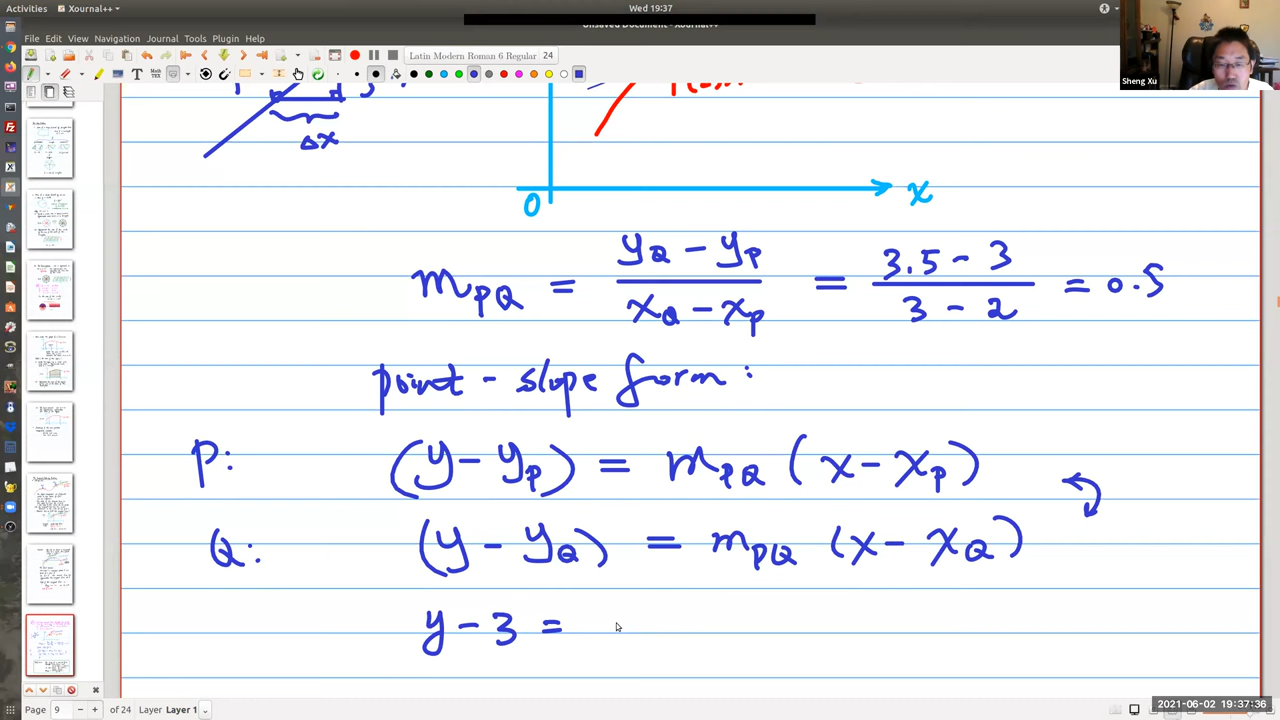 Activities Xournal++ Wed 19:37
Unsaved Document - Xournal++
File Edit View Navigation Journal Tools Plugin Help
Latin Modern Roman 6 Regular 24
Sheng Xu
Δx
0
x
m_PQ = (y_Q - y_P)/(x_Q - x_P) = (3.5 - 3)/(3 - 2) = 0.5
point - slope form:
P: (y - y_P) = m_PQ (x - x_P)
Q: (y - y_Q) = m_PQ (x - x_Q)
y - 3 =
Page 9 of 24 Layer Layer 1
2021-06-02 19:37:36